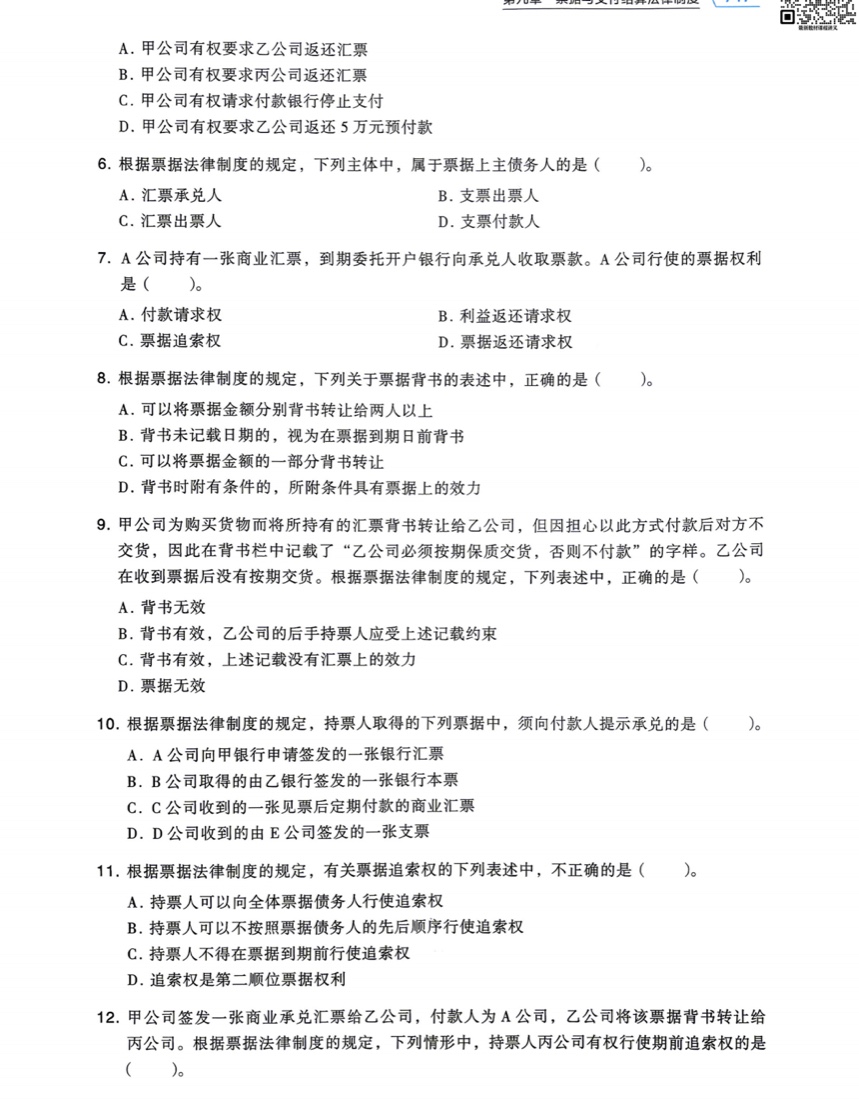 第九章 票据与支付结算法律制度
A. 甲公司有权要求乙公司返还汇票
B. 甲公司有权要求丙公司返还汇票
C. 甲公司有权请求付款银行停止支付
D. 甲公司有权要求乙公司返还 5 万元预付款
6. 根据票据法律制度的规定，下列主体中，属于票据上主债务人的是（  ）。
A. 汇票承兑人 B. 支票出票人
C. 汇票出票人 D. 支票付款人
7. A 公司持有一张商业汇票，到期委托开户银行向承兑人收取票款。A 公司行使的票据权利
是（  ）。
A. 付款请求权 B. 利益返还请求权
C. 票据追索权 D. 票据返还请求权
8. 根据票据法律制度的规定，下列关于票据背书的表述中，正确的是（  ）。
A. 可以将票据金额分别背书转让给两人以上
B. 背书未记载日期的，视为在票据到期日前背书
C. 可以将票据金额的一部分背书转让
D. 背书时附有条件的，所附条件具有票据上的效力
9. 甲公司为购买货物而将所持有的汇票背书转让给乙公司，但因担心以此方式付款后对方不
交货，因此在背书栏中记载了“乙公司必须按期保质交货，否则不付款”的字样。乙公司
在收到票据后没有按期交货。根据票据法律制度的规定，下列表述中，正确的是（  ）。
A. 背书无效
B. 背书有效，乙公司的后手持票人应受上述记载约束
C. 背书有效，上述记载没有汇票上的效力
D. 票据无效
10. 根据票据法律制度的规定，持票人取得的下列票据中，须向付款人提示承兑的是（  ）。
A. A 公司向甲银行申请签发的一张银行汇票
B. B 公司取得的由乙银行签发的一张银行本票
C. C 公司收到的一张见票后定期付款的商业汇票
D. D 公司收到的由 E 公司签发的一张支票
11. 根据票据法律制度的规定，有关票据追索权的下列表述中，不正确的是（  ）。
A. 持票人可以向全体票据债务人行使追索权
B. 持票人可以不按照票据债务人的先后顺序行使追索权
C. 持票人不得在票据到期前行使追索权
D. 追索权是第二顺位票据权利
12. 甲公司签发一张商业承兑汇票给乙公司，付款人为 A 公司，乙公司将该票据背书转让给
丙公司。根据票据法律制度的规定，下列情形中，持票人丙公司有权行使期前追索权的是
（  ）。